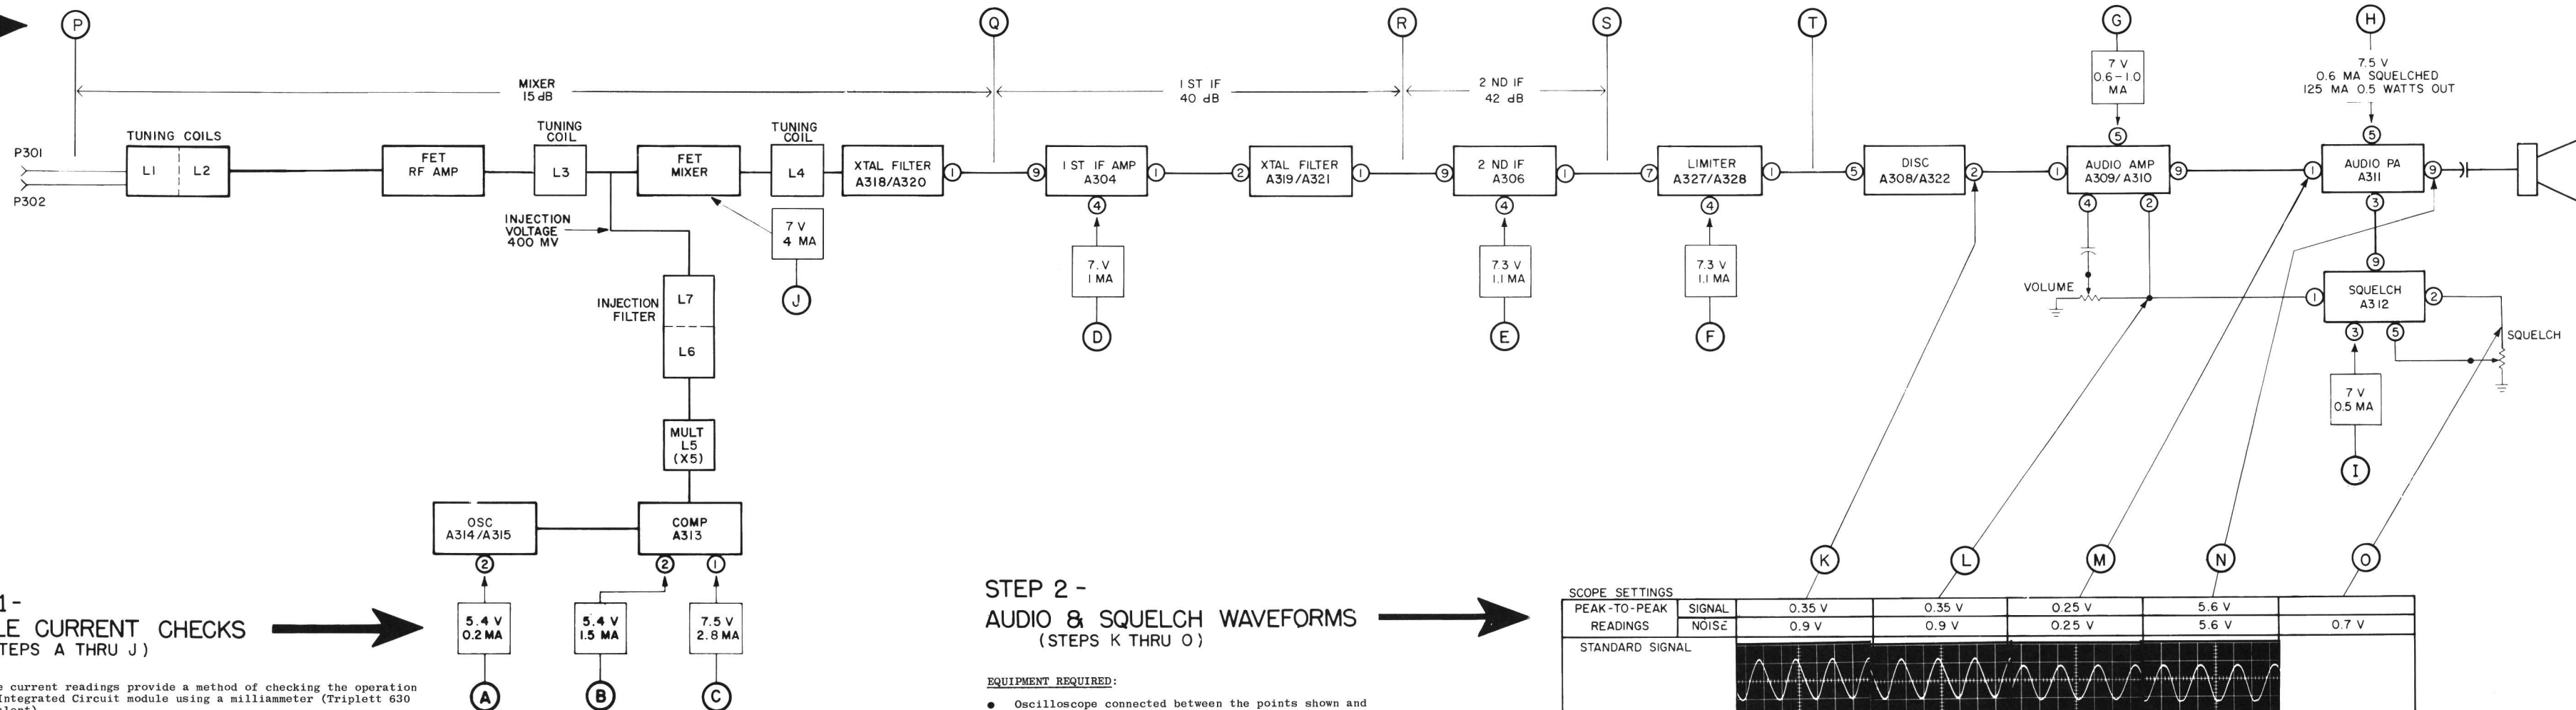 P
Q
R
S
T
G
H
7 V
0.6-1.0
MA
7.5 V
0.6 MA SQUELCHED
125 MA 0.5 WATTS OUT
MIXER
15 dB
1 ST IF
40 dB
2 ND IF
42 dB
5
5
P301
P302
TUNING COILS
L1
L2
FET
RF AMP
TUNING
COIL
L3
FET
MIXER
TUNING
COIL
L4
XTAL FILTER
A318/A320
1
9
1 ST IF AMP
A304
1
2
XTAL FILTER
A319/A321
1
9
2 ND IF
A306
1
7
LIMITER
A327/A328
1
5
DISC
A308/A322
2
1
AUDIO AMP
A309/A310
9
1
AUDIO PA
A311
9
4
4
4
4
2
3
INJECTION
VOLTAGE
400 MV
7 V
4 MA
J
7. V
1 MA
D
7.3 V
1.1 MA
E
7.3 V
1.1 MA
F
VOLUME
9
1
SQUELCH
A312
2
3
5
SQUELCH
7 V
0.5 MA
I
INJECTION
FILTER
L7
L6
MULT
L5
(X5)
OSC
A314/A315
COMP
A313
2
2
1
5.4 V
0.2 MA
5.4 V
1.5 MA
7.5 V
2.8 MA
A
B
C
1-
LE CURRENT CHECKS
TEPS A THRU J)
e current readings provide a method of checking the operation
Integrated Circuit module using a milliammeter (Triplett 630
STEP 2 -
AUDIO & SQUELCH WAVEFORMS
(STEPS K THRU O)
EQUIPMENT REQUIRED:
● Oscilloscope connected between the points shown and
K
L
M
N
O
SCOPE SETTINGS
PEAK-TO-PEAK READINGS
SIGNAL 0.35 V 0.35 V 0.25 V 5.6 V
NOISE 0.9 V 0.9 V 0.25 V 5.6 V 0.7 V
STANDARD SIGNAL